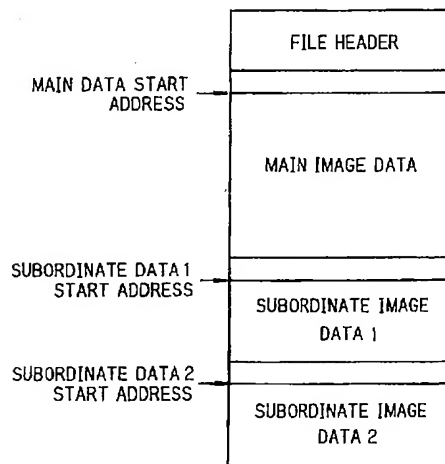 FILE HEADER
MAIN DATA START
ADDRESS
MAIN IMAGE DATA
SUBORDINATE DATA 1
START ADDRESS
SUBORDINATE IMAGE
DATA 1
SUBORDINATE DATA 2
START ADDRESS
SUBORDINATE IMAGE
DATA 2